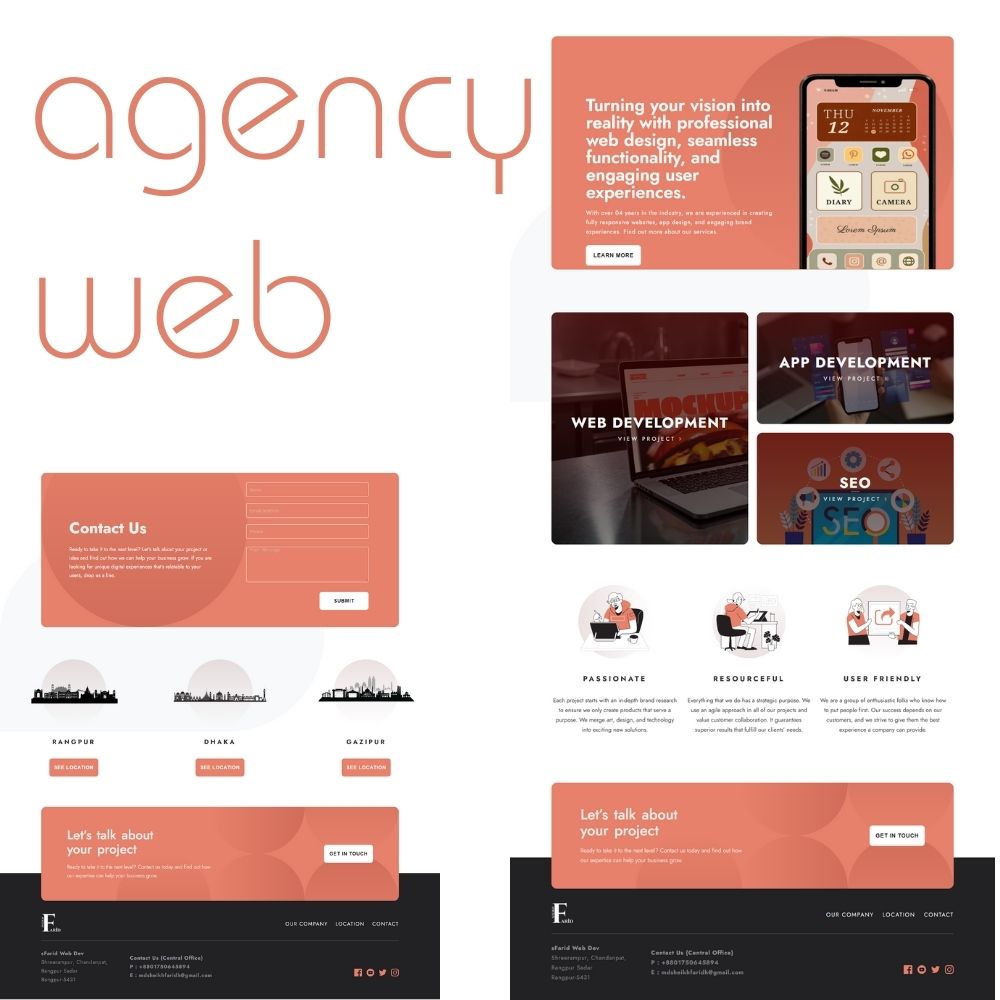 agency
web
Contact Us
Ready to take it to the next level? Let's talk about your project or
idea and find out how we can help your business grow. If you are
looking for unique digital experiences that's relatable to your
users, drop us a line.
Name
Email Address
Phone
Your Message
SUBMIT
RANGPUR
DHAKA
GAZIPUR
SEE LOCATION
SEE LOCATION
SEE LOCATION
Let's talk about
your project
Ready to take it to the next level? Contact us today and find out how
our expertise can help your business grow.
GET IN TOUCH
OUR COMPANY LOCATION CONTACT
sFarid Web Dev
Shreerampur, Chandanpat,
Rangpur Sadar
Rangpur-5431
Contact Us (Central Office)
P : +8801750645894
E : mdsheikhfaridh@gmail.com
Turning your vision into
reality with professional
web design, seamless
functionality, and
engaging user
experiences.
With over 04 years in the industry, we are experienced in creating
fully responsive websites, app design, and engaging brand
experiences. Find out more about our services.
LEARN MORE
THU
12
NOVEMBER
DIARY
CAMERA
Lorem Ipsum
MOCKUP
WEB DEVELOPMENT
VIEW PROJECT
APP DEVELOPMENT
VIEW PROJECT
SEO
VIEW PROJECT
SEO
PASSIONATE
Each project starts with an in-depth brand research
to ensure we only create products that serve a
purpose. We merge art, design, and technology
into exciting new solutions.
RESOURCEFUL
Everything that we do has a strategic purpose. We
use an agile approach in all of our projects and
value customer collaboration. It guarantees
superior results that fulfill our clients' needs.
USER FRIENDLY
We are a group of enthusiastic folks who know how
to put people first. Our success depends on our
customers, and we strive to give them the best
experience a company can provide.
Let's talk about
your project
Ready to take it to the next level? Contact us today and find out how
our expertise can help your business grow.
GET IN TOUCH
OUR COMPANY LOCATION CONTACT
sFarid Web Dev
Shreerampur, Chandanpat,
Rangpur Sadar
Rangpur-5431
Contact Us (Central Office)
P : +8801750645894
E : mdsheikhfaridh@gmail.com